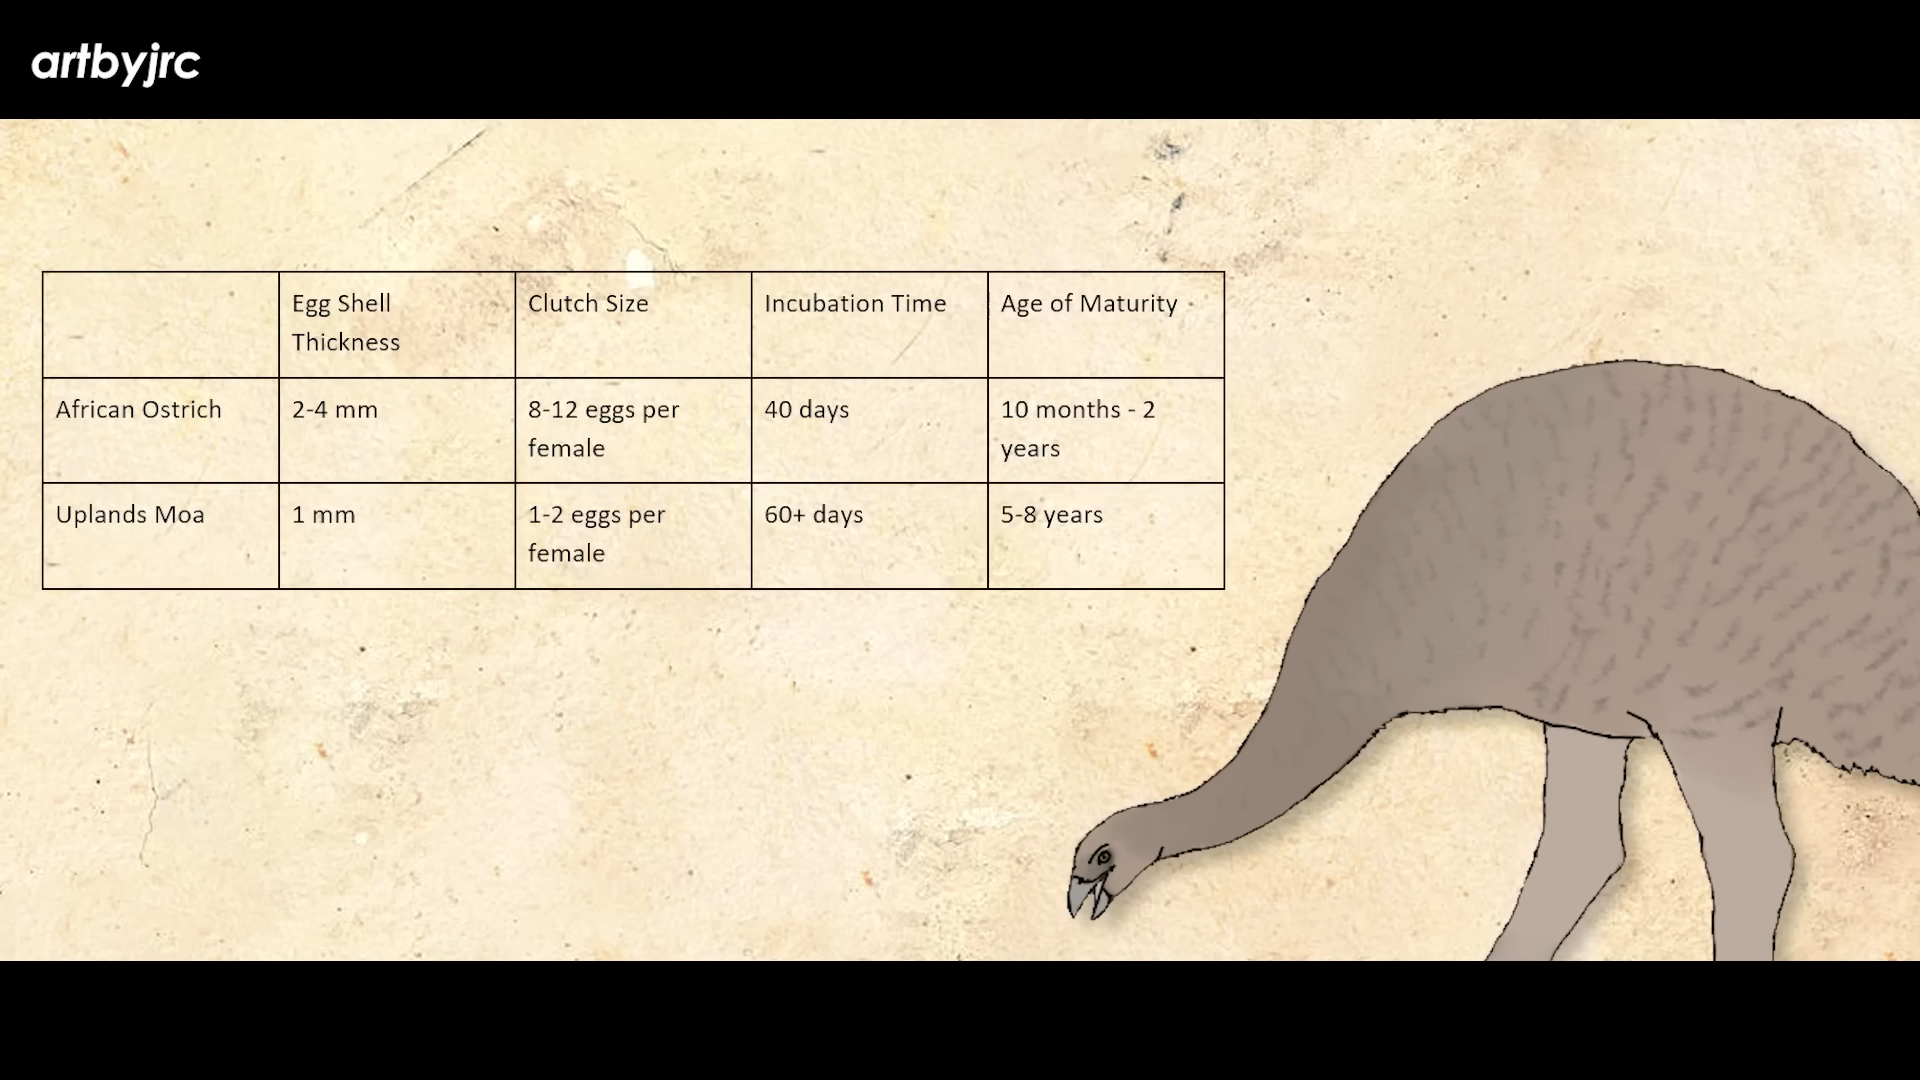 artbyjrc
Egg Shell
Thickness
Clutch Size
Incubation Time
Age of Maturity
African Ostrich
2-4 mm
8-12 eggs per
female
40 days
10 months - 2
years
Uplands Moa
1 mm
1-2 eggs per
female
60+ days
5-8 years